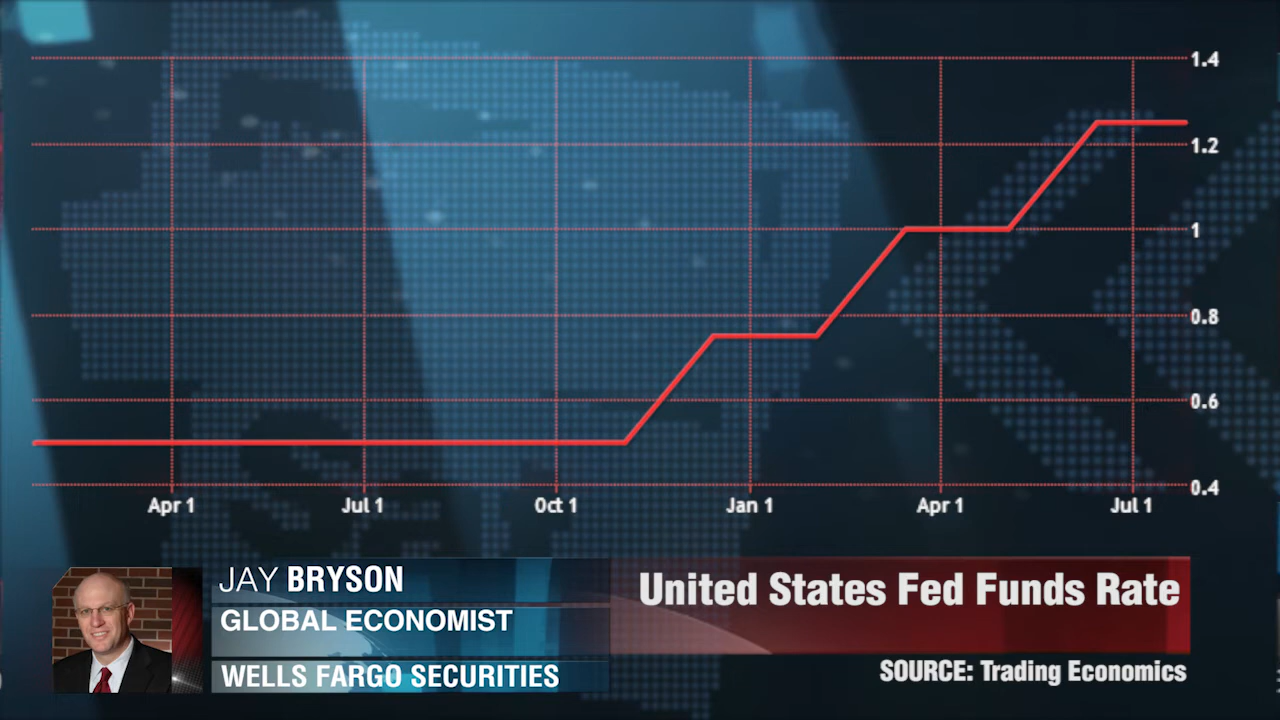 1.4
1.2
1
0.8
0.6
0.4
Apr 1 Jul 1 Oct 1 Jan 1 Apr 1 Jul 1
JAY BRYSON
GLOBAL ECONOMIST
WELLS FARGO SECURITIES
United States Fed Funds Rate
SOURCE: Trading Economics